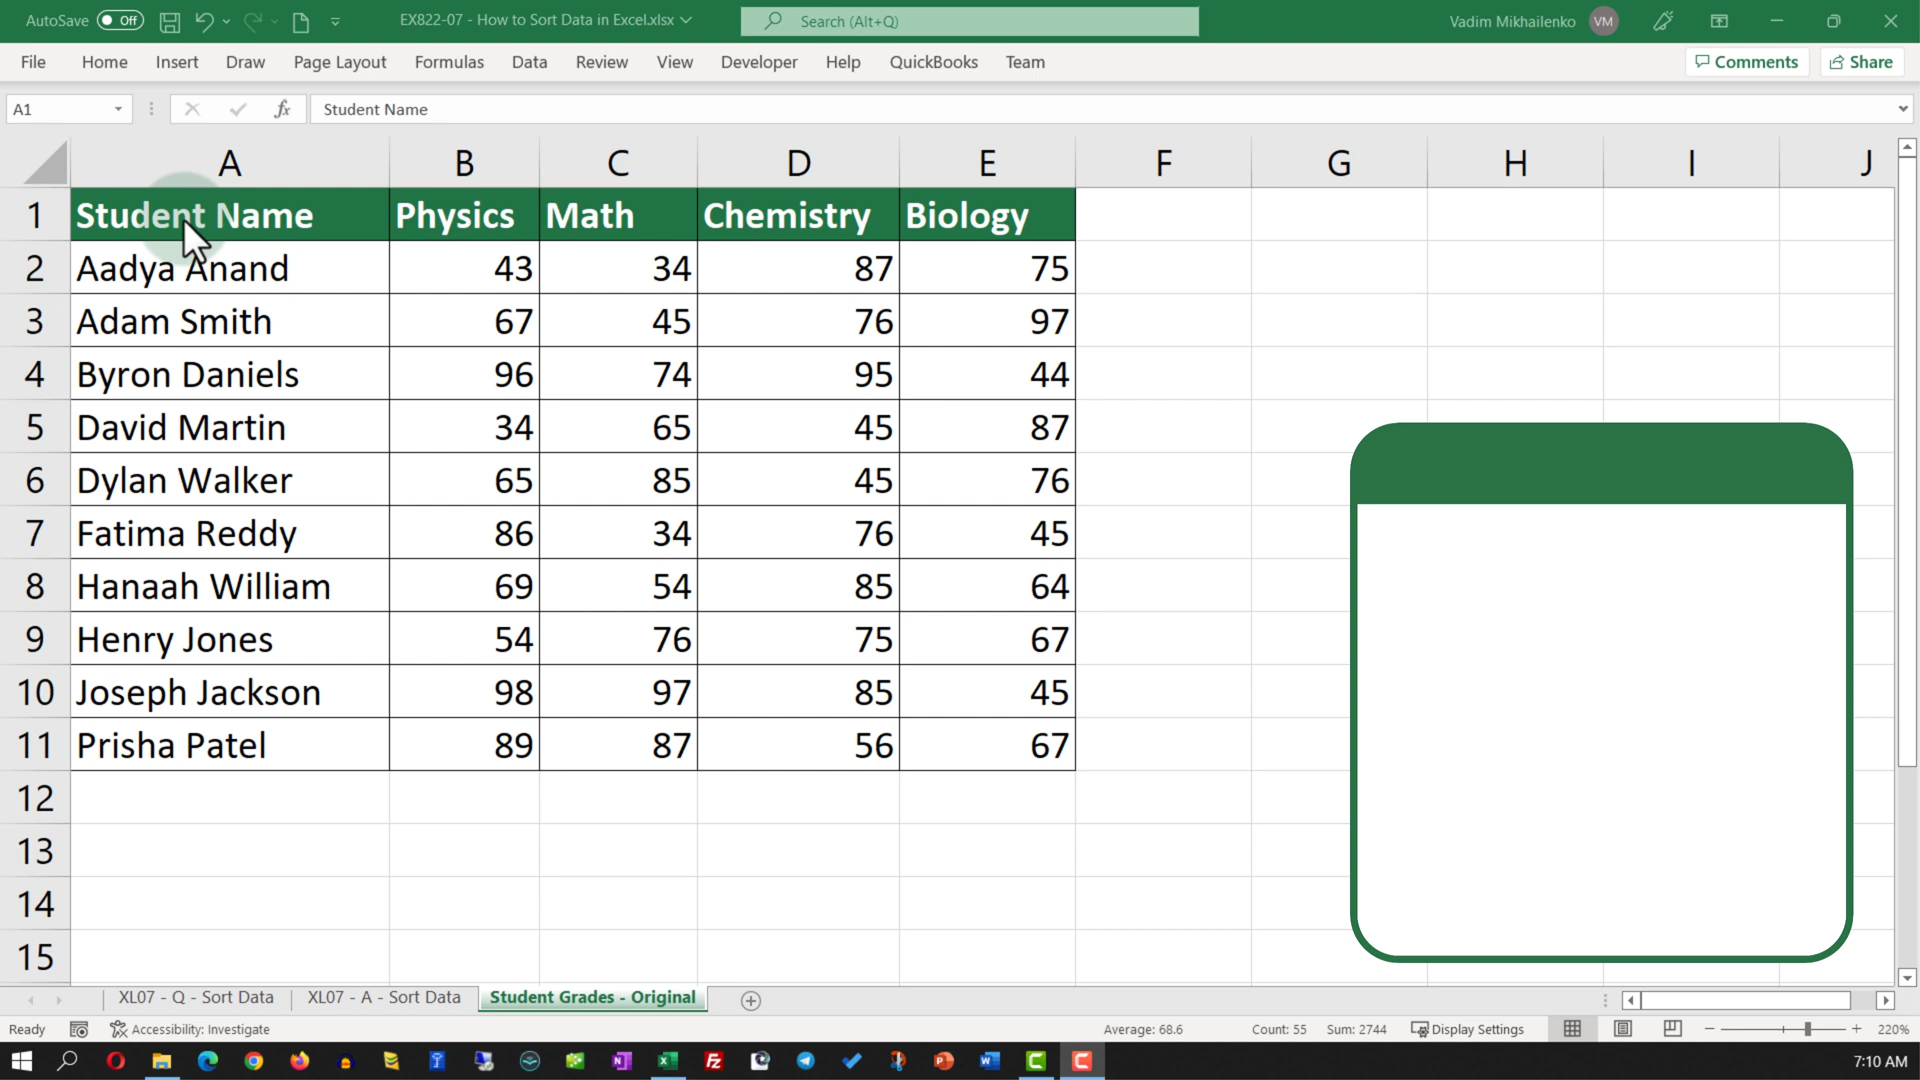 AutoSave Off EX822-07 - How to Sort Data in Excel.xlsx Search (Alt+Q) Vadim Mikhailenko VM
File Home Insert Draw Page Layout Formulas Data Review View Developer Help QuickBooks Team Comments Share
A1 fx Student Name
A B C D E F G H I J
1 Student Name Physics Math Chemistry Biology
2 Aadya Anand 43 34 87 75
3 Adam Smith 67 45 76 97
4 Byron Daniels 96 74 95 44
5 David Martin 34 65 45 87
6 Dylan Walker 65 85 45 76
7 Fatima Reddy 86 34 76 45
8 Hanaah William 69 54 85 64
9 Henry Jones 54 76 75 67
10 Joseph Jackson 98 97 85 45
11 Prisha Patel 89 87 56 67
12
13
14
15
XL07 - Q - Sort Data XL07 - A - Sort Data Student Grades - Original
Ready Accessibility: Investigate Average: 68.6 Count: 55 Sum: 2744 Display Settings 220%
7:10 AM